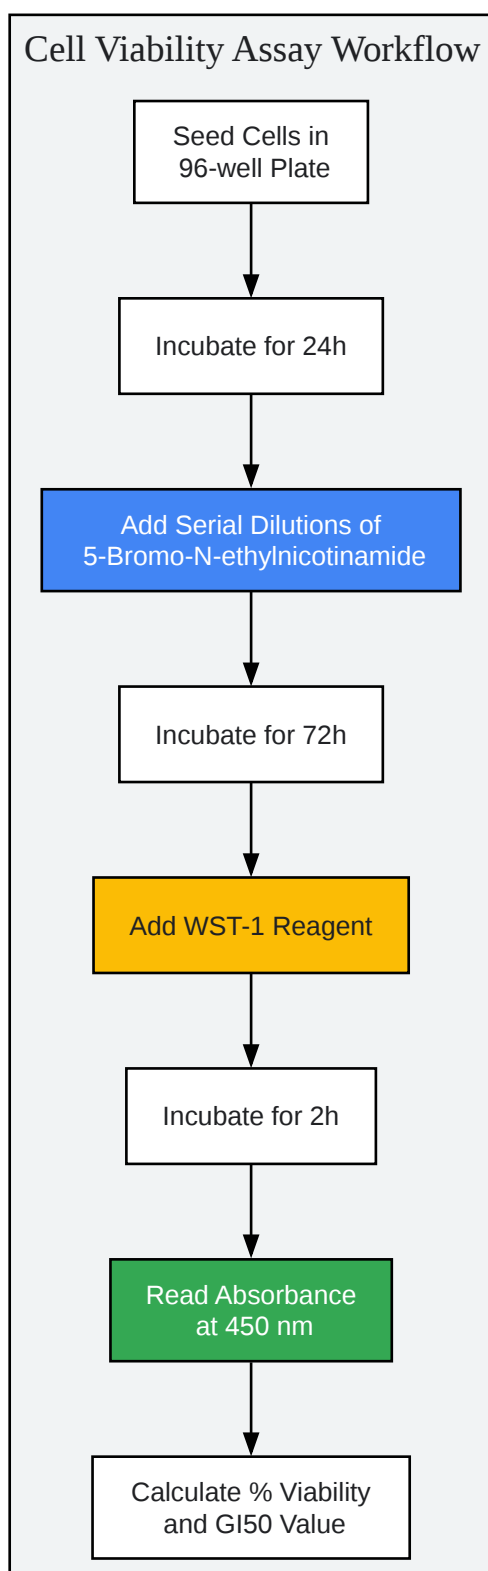 Cell Viability Assay Workflow
Seed Cells in
96-well Plate
Incubate for 24h
Add Serial Dilutions of
5-Bromo-N-ethylnicotinamide
Incubate for 72h
Add WST-1 Reagent
Incubate for 2h
Read Absorbance
at 450 nm
Calculate % Viability
and GI50 Value